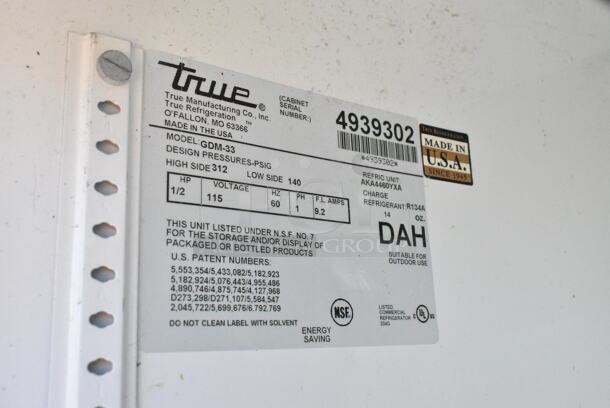 true®
True Manufacturing Co., Inc.
True Refrigeration
O'FALLON, MO 63366
MADE IN THE USA
(CABINET
SERIAL
NUMBER:)
4939302
*4939302*
MADE IN
U.S.A.
SINCE 1945
MODEL GDM-33
DESIGN PRESSURES-PSIG
HIGH SIDE 312 LOW SIDE 140
REFRIG UNIT
AKA4460YXA
CHARGE
REFRIGERANT R134A
14 OZ.
HP VOLTAGE HZ PH F.L. AMPS
1/2 115 60 1 9.2
THIS UNIT LISTED UNDER N.S.F. NO. 7
FOR THE STORAGE AND/OR DISPLAY OF
PACKAGED OR BOTTLED PRODUCTS
DAH
SUITABLE FOR
OUTDOOR USE
GROUP
U.S. PATENT NUMBERS:
5,553,354/5,433,082/5,182,923
5,182,924/5,076,443/4,955,486
4,890,746/4,875,745/4,127,968
D273,298/D271,107/5,584,547
2,045,722/5,699,676/6.792.769
DO NOT CLEAN LABEL WITH SOLVENT
ENERGY
SAVING
NSF
LISTED
COMMERCIAL
REFRIGERATOR
C UL US